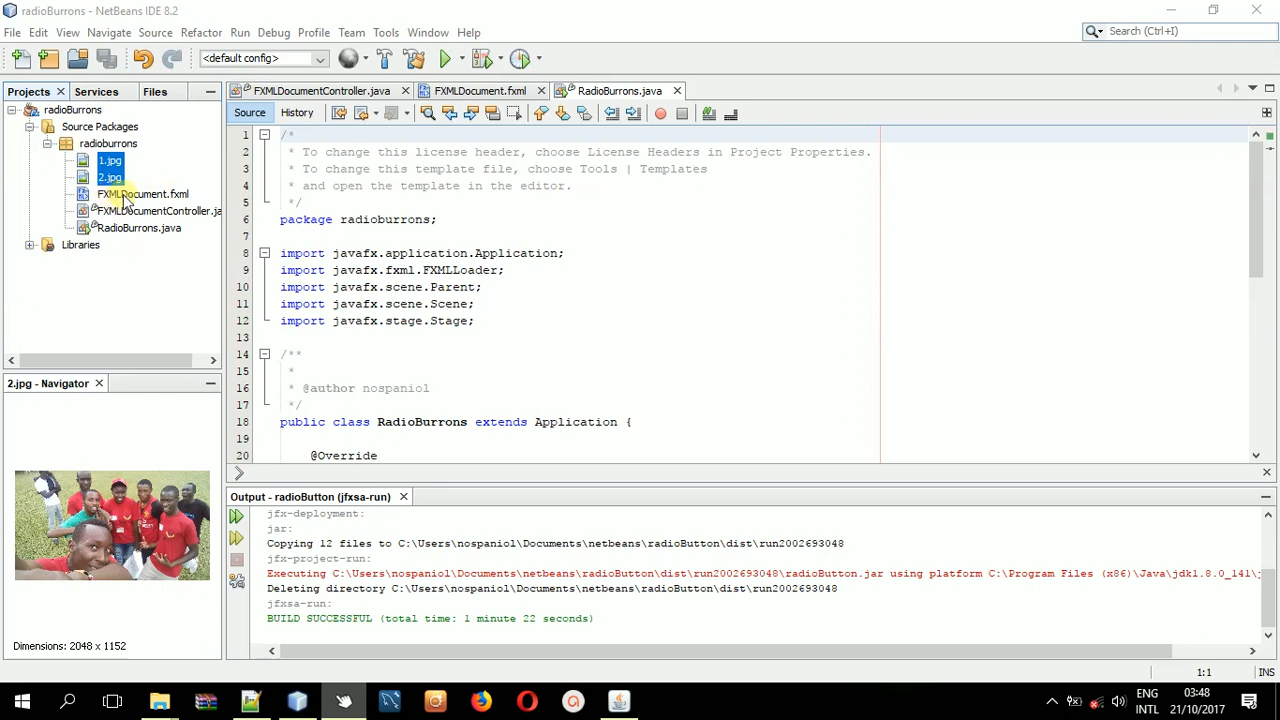 radioBurrons - NetBeans IDE 8.2
File Edit View Navigate Source Refactor Run Debug Profile Team Tools Window Help
Search (Ctrl+I)
<default config>
Projects Services Files
FXMLDocumentController.java FXMLDocument.fxml RadioBurrons.java
radioBurrons
Source Packages
radioburrons
1.jpg
2.jpg
FXMLDocument.fxml
FXMLDocumentController.ja
RadioBurrons.java
Libraries
Source History
1 /*
2 * To change this license header, choose License Headers in Project Properties.
3 * To change this template file, choose Tools | Templates
4 * and open the template in the editor.
5 */
6 package radioburrons;
7
8 import javafx.application.Application;
9 import javafx.fxml.FXMLLoader;
10 import javafx.scene.Parent;
11 import javafx.scene.Scene;
12 import javafx.stage.Stage;
13
14 /**
15 *
16 * @author nospaniol
17 */
18 public class RadioBurrons extends Application {
19
20 @Override
2.jpg - Navigator
Dimensions: 2048 x 1152
Output - radioButton (jfxsa-run)
jfx-deployment:
jar:
Copying 12 files to C:\Users\nospaniol\Documents\netbeans\radioButton\dist\run2002693048
jfx-project-run:
Executing C:\Users\nospaniol\Documents\netbeans\radioButton\dist\run2002693048\radioButton.jar using platform C:\Program Files (x86)\Java\jdk1.8.0_141\
Deleting directory C:\Users\nospaniol\Documents\netbeans\radioButton\dist\run2002693048
jfxsa-run:
BUILD SUCCESSFUL (total time: 1 minute 22 seconds)
1:1 INS
ENG 03:48
INTL 21/10/2017